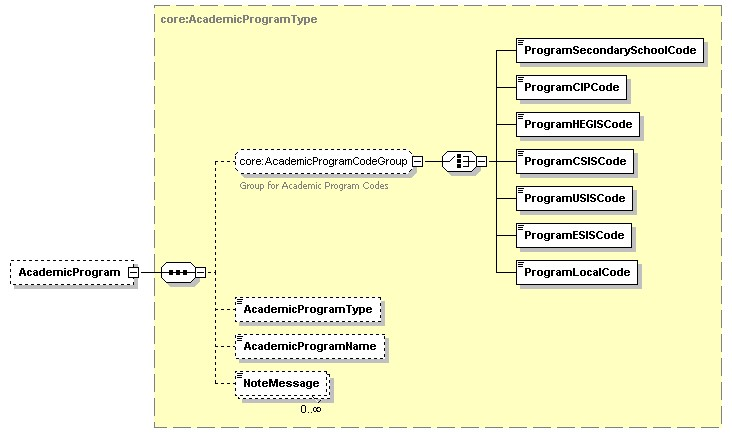 core:AcademicProgramType
ProgramSecondarySchoolCode
ProgramCIPCode
ProgramHEGISCode
core:AcademicProgramCodeGroup
ProgramCSISCode
Group for Academic Program Codes
ProgramUSISCode
ProgramESISCode
AcademicProgram
ProgramLocalCode
AcademicProgramType
AcademicProgramName
NoteMessage
0..∞